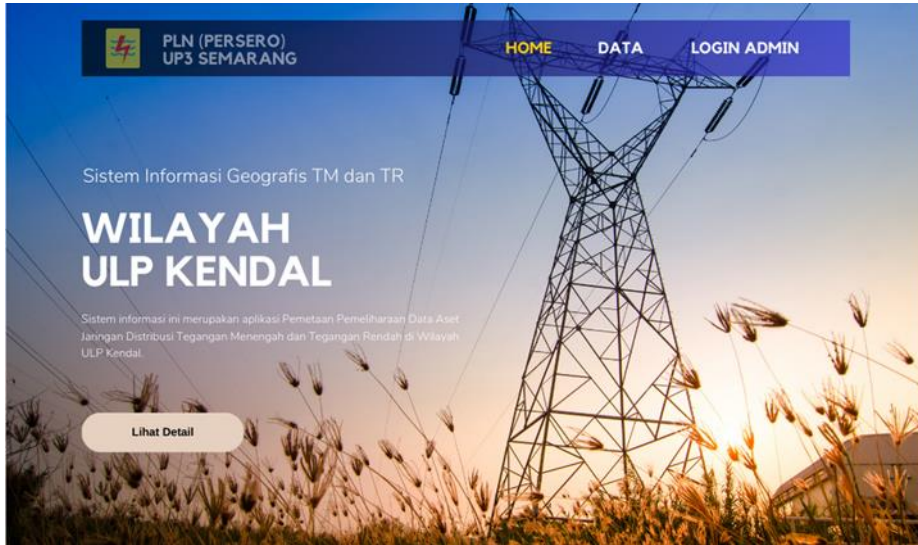 PLN (PERSERO)
UP3 SEMARANG
HOME
DATA
LOGIN ADMIN
Sistem Informasi Geografis TM dan TR
WILAYAH
ULP KENDAL
Sistem informasi ini merupakan aplikasi Pemetaan Pemeliharaan Data Aset
Jaringan Distribusi Tegangan Menengah dan Tegangan Rendah di Wilayah
ULP Kendal.
Lihat Detail